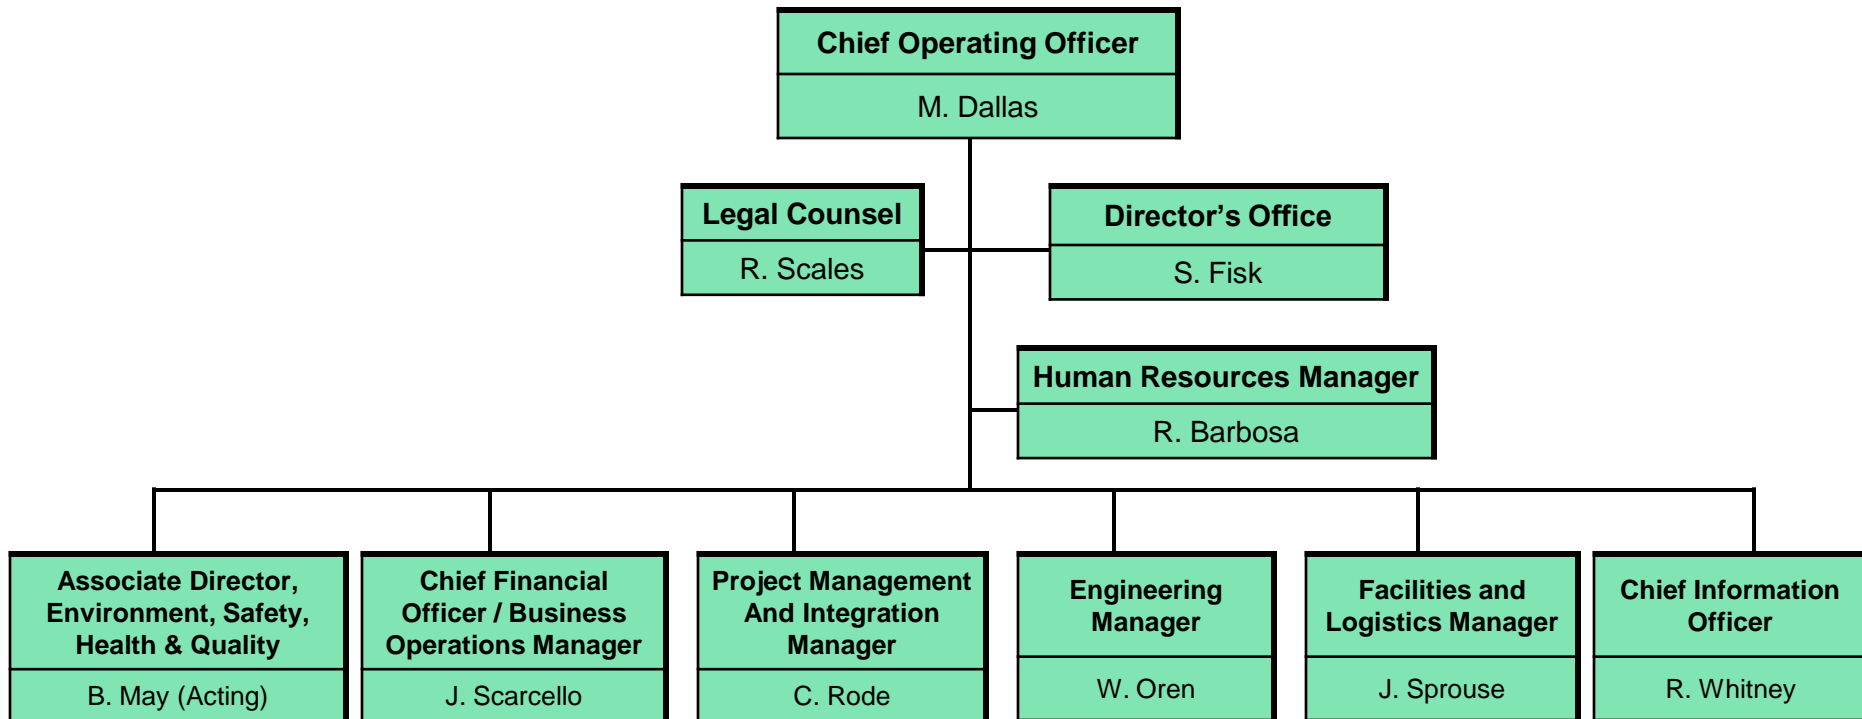 Chief Operating Officer
M. Dallas
Legal Counsel
R. Scales
Director’s Office
S. Fisk
Human Resources Manager
R. Barbosa
Associate Director,
Environment, Safety,
Health & Quality
B. May (Acting)
Chief Financial
Officer / Business
Operations Manager
J. Scarcello
Project Management
And Integration
Manager
C. Rode
Engineering
Manager
W. Oren
Facilities and
Logistics Manager
J. Sprouse
Chief Information
Officer
R. Whitney